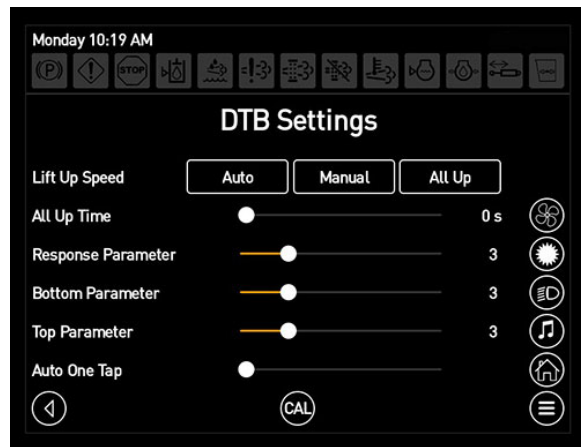 Monday 10:19 AM
(P) STOP
DTB Settings
Lift Up Speed Auto Manual All Up
All Up Time 0 s
Response Parameter 3
Bottom Parameter 3
Top Parameter 3
Auto One Tap
CAL